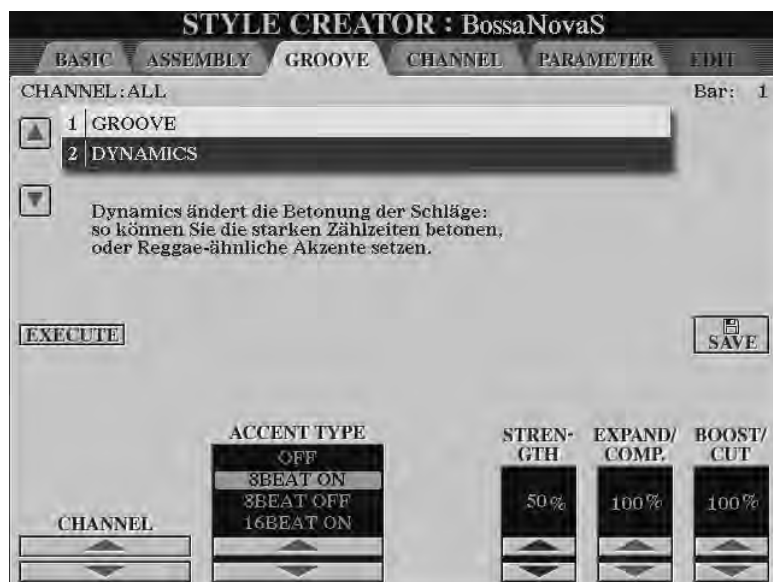 STYLE CREATOR : BossaNovaS
BASIC ASSEMBLY GROOVE CHANNEL PARAMETER EDIT
CHANNEL:ALL Bar: 1
1 GROOVE
2 DYNAMICS
Dynamics ändert die Betonung der Schläge:
so können Sie die starken Zählzeiten betonen,
oder Reggae-ähnliche Akzente setzen.
EXECUTE
SAVE
ACCENT TYPE
OFF
8BEAT ON
8BEAT OFF
16BEAT ON
CHANNEL
STREN-
GTH
50%
EXPAND/
COMP.
100%
BOOST/
CUT
100%